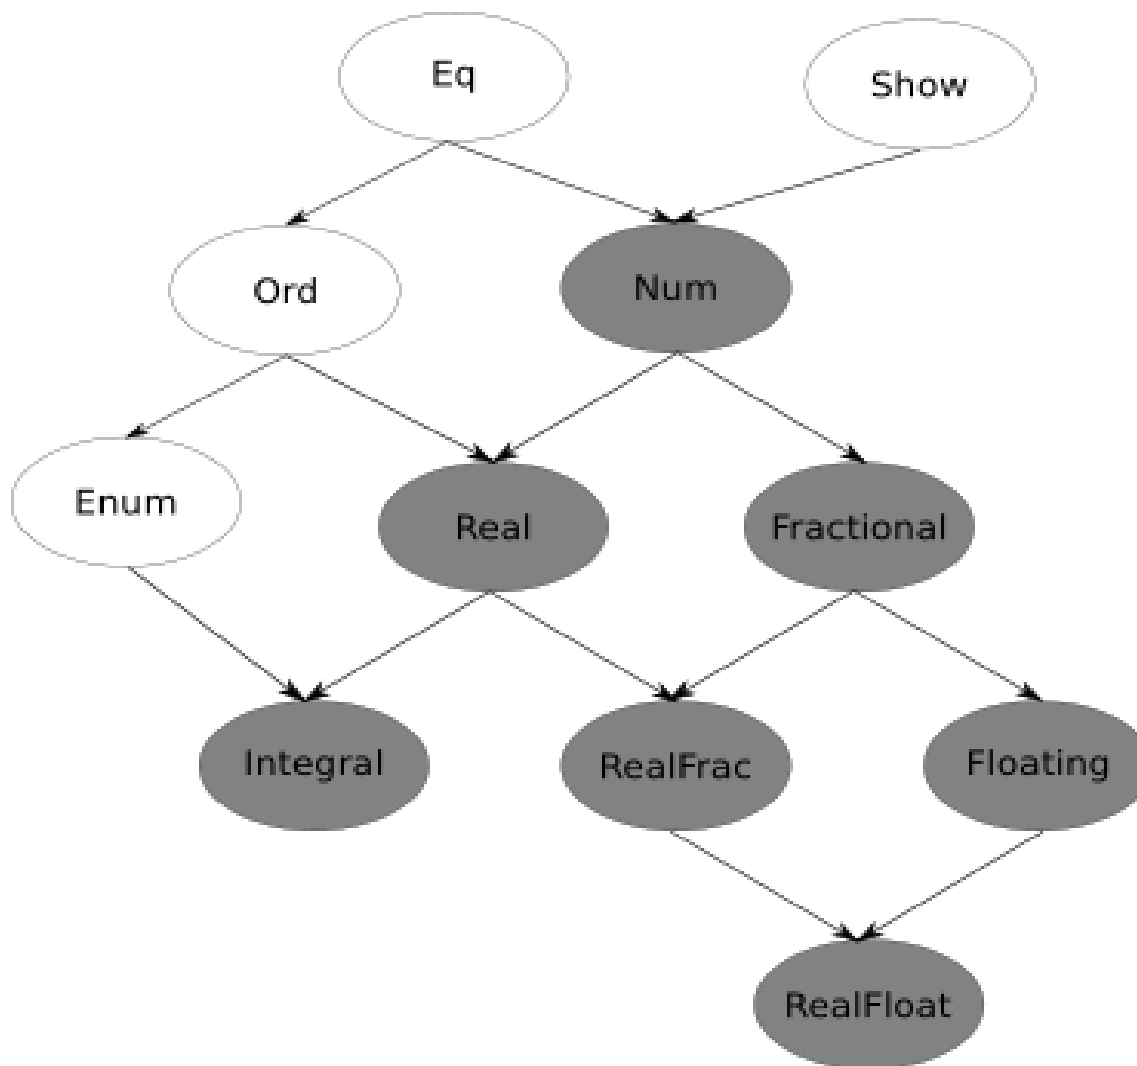 Eq
Show
Ord
Num
Enum
Real
Fractional
Integral
RealFrac
Floating
RealFloat